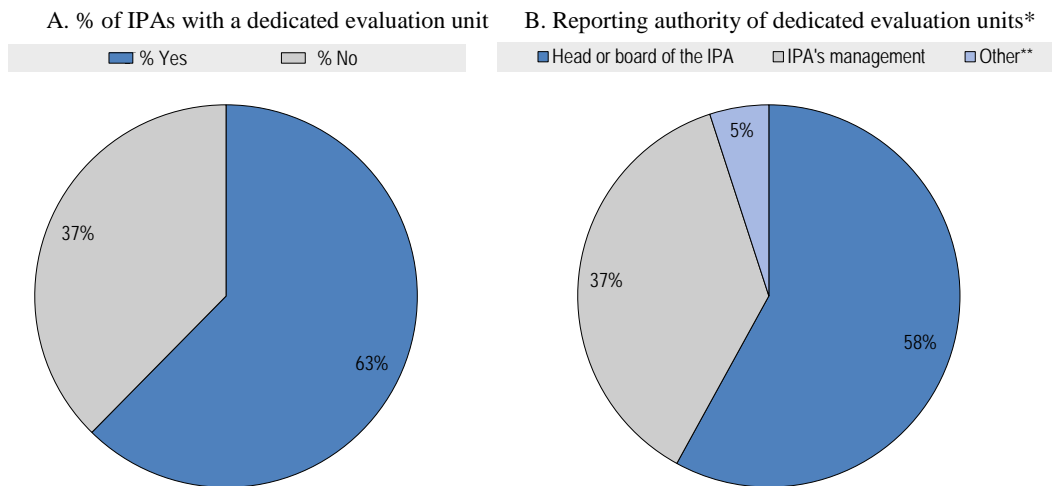 A. % of IPAs with a dedicated evaluation unit
% Yes % No
37%
63%
B. Reporting authority of dedicated evaluation units*
Head or board of the IPA IPA's management Other**
5%
37%
58%